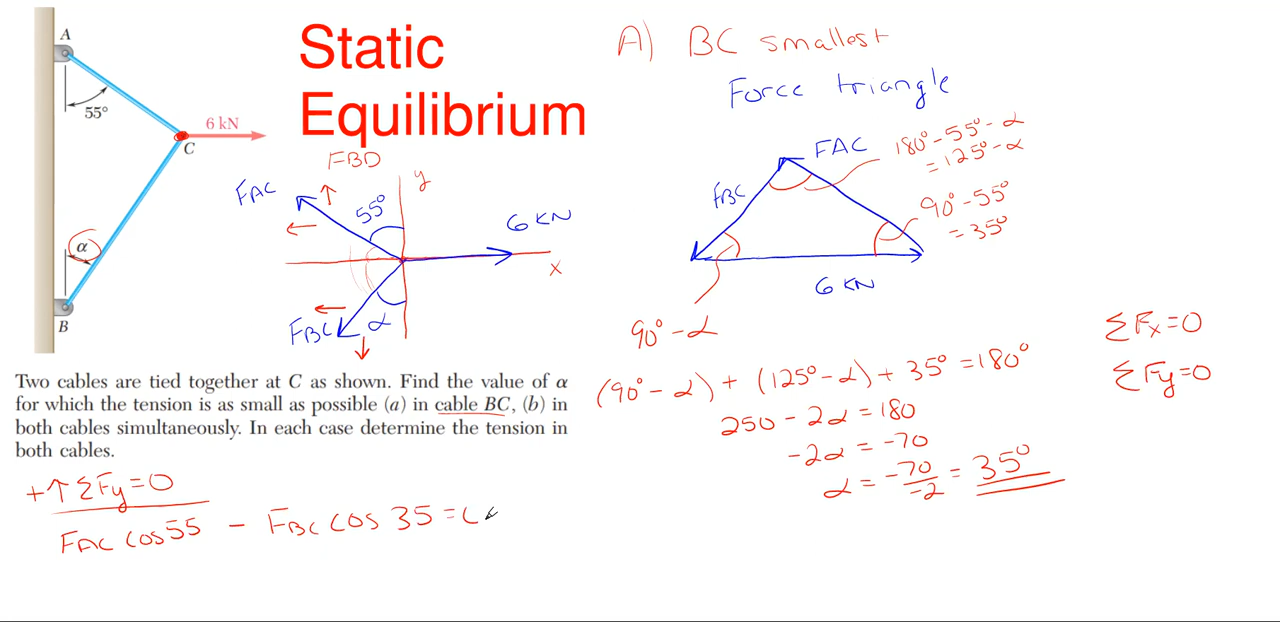 A
55°
6 kN
C
α
B
Static
Equilibrium
FBD
FAC
55°
y
6 KN
x
FBC
α
Two cables are tied together at C as shown. Find the value of α
for which the tension is as small as possible (a) in cable BC, (b) in
both cables simultaneously. In each case determine the tension in
both cables.
+↑ ΣFy=0
FAC cos 55 - FBC cos 35 = 
A) BC smallest
Force triangle
FAC
180° - 55° - α
= 125° - α
FBC
90° - 55°
= 35°
6 KN
90° - α
(90° - α) + (125° - α) + 35° = 180°
250 - 2α = 180
-2α = -70
α = -70/-2 = 35°
ΣFx=0
ΣFy=0